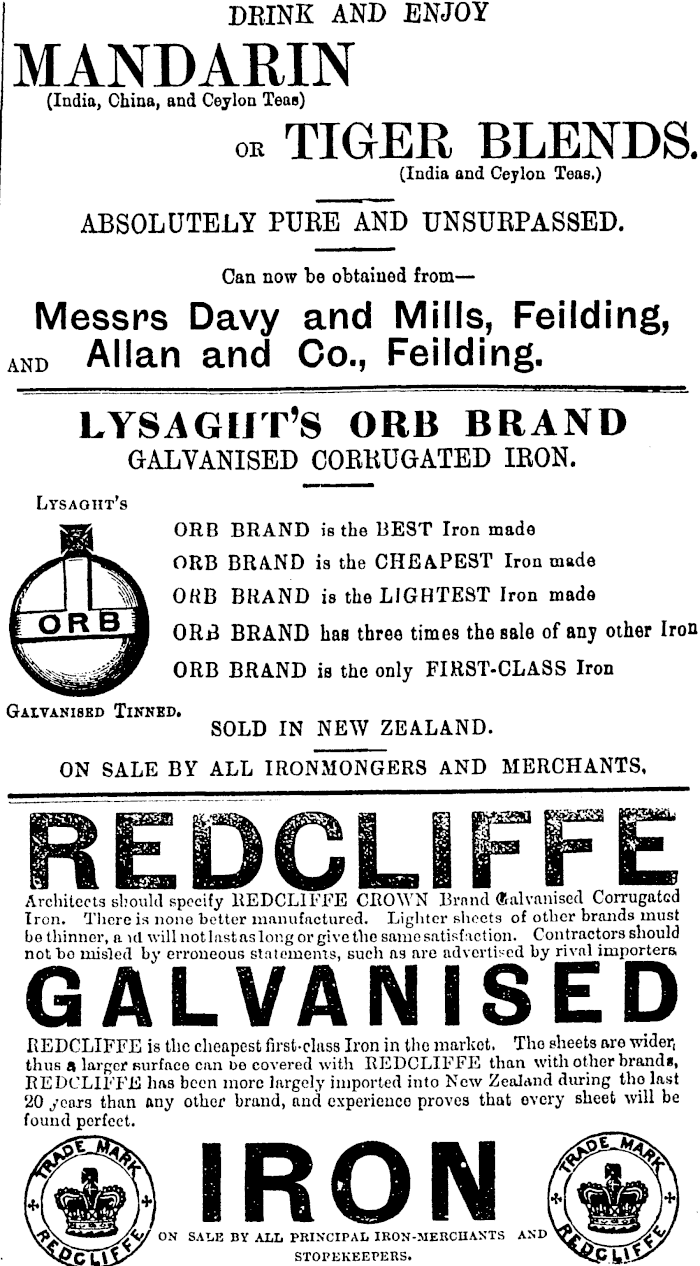 DRINK AND ENJOY
MANDARIN
(India, China, and Ceylon Teas)
OR TIGER BLENDS.
(India and Ceylon Teas.)
ABSOLUTELY PURE AND UNSURPASSED.
Can now be obtained from—
Messrs Davy and Mills, Feilding,
AND Allan and Co., Feilding.
LYSAGHT'S ORB BRAND
GALVANISED CORRUGATED IRON.
LYSAGHT'S
ORB
GALVANISED TINNED.
ORB BRAND is the BEST Iron made
ORB BRAND is the CHEAPEST Iron made
ORB BRAND is the LIGHTEST Iron made
ORB BRAND has three times the sale of any other Iron
ORB BRAND is the only FIRST-CLASS Iron
SOLD IN NEW ZEALAND.
ON SALE BY ALL IRONMONGERS AND MERCHANTS,
REDCLIFFE
Architects should specify REDCLIFFE CROWN Brand Galvanised Corrugated
Iron. There is none better manufactured. Lighter sheets of other brands must
be thinner, and will not last as long or give the same satisfaction. Contractors should
not be misled by erroneous statements, such as are advertised by rival importers
GALVANISED
REDCLIFFE is the cheapest first-class Iron in the market. The sheets are wider,
thus a larger surface can be covered with REDCLIFFE than with other brands,
REDCLIFFE has been more largely imported into New Zealand during the last
20 years than any other brand, and experience proves that every sheet will be
found perfect.
TRADE MARK
REDCLIFFE
IRON
TRADE MARK
REDCLIFFE
ON SALE BY ALL PRINCIPAL IRON-MERCHANTS AND
STOPEKEEPERS.